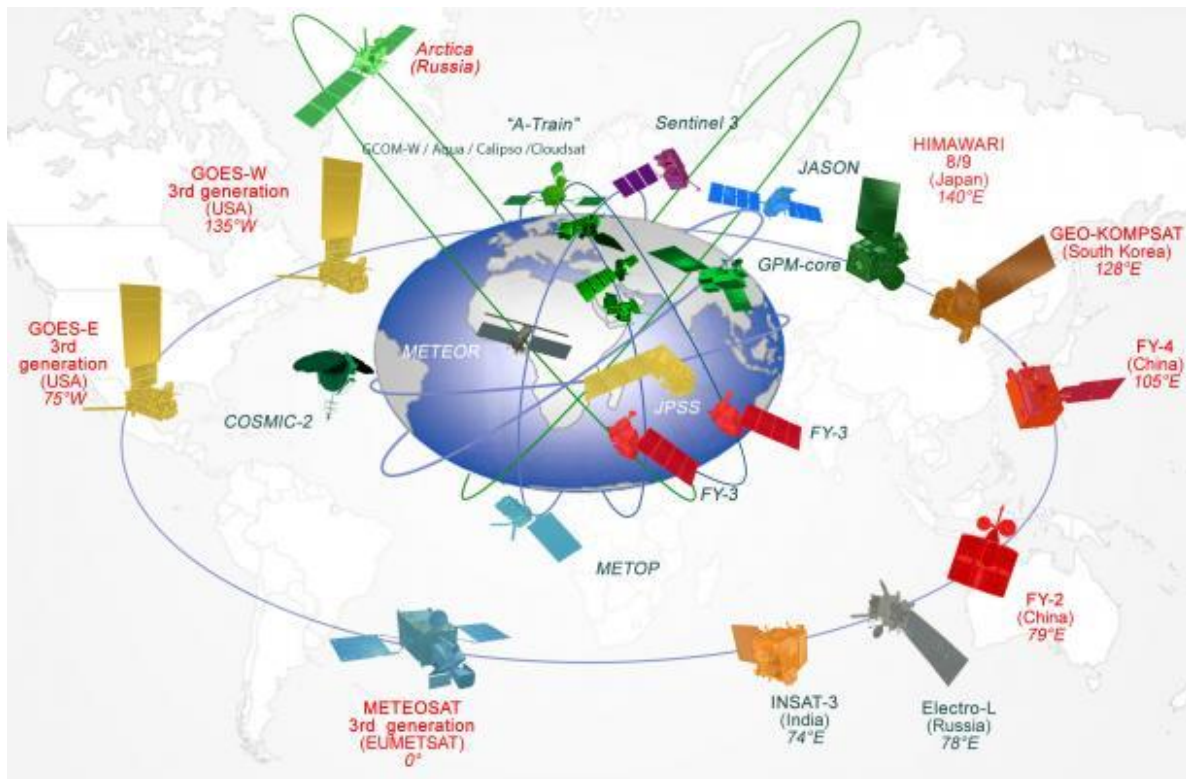 Arctica
(Russia)
"A-Train"
GCOM-W / Aqua / Calipso /Cloudsat
Sentinel 3
JASON
HIMAWARI
8/9
(Japan)
140°E
GOES-W
3rd generation
(USA)
135°W
GEO-KOMPSAT
(South Korea)
128°E
GPM-core
GOES-E
3rd
generation
(USA)
75°W
METEOR
FY-4
(China)
105°E
COSMIC-2
JPSS
FY-3
FY-3
METOP
FY-2
(China)
79°E
METEOSAT
3rd generation
(EUMETSAT)
0°
INSAT-3
(India)
74°E
Electro-L
(Russia)
78°E